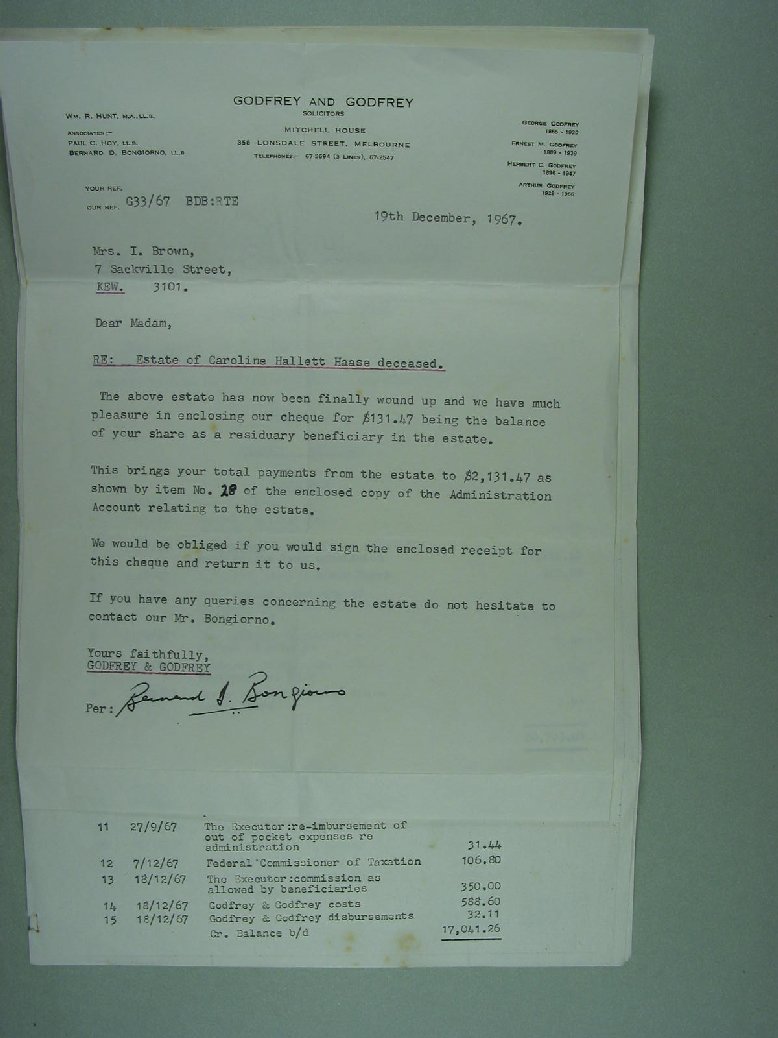 GODFREY AND GODFREY
SOLICITORS
MITCHELL HOUSE
358 LONSDALE STREET, MELBOURNE
TELEPHONES:
WM. R. HUNT, M.A., LL.B.
ASSOCIATES:—
PAUL C. HOY, LL.B.
BERNARD D. BONGIORNO, LL.B
GEORGE GODFREY
ERNEST M. GODFREY
HERBERT C. GODFREY
ARTHUR GODFREY
YOUR REF.
OUR REF. G33/67 BDB:RTE
19th December, 1967.
Mrs. I. Brown,
7 Sackville Street,
KEW. 3101.
Dear Madam,
RE: Estate of Caroline Hallett Haase deceased.
The above estate has now been finally wound up and we have much
pleasure in enclosing our cheque for $131.47 being the balance
of your share as a residuary beneficiary in the estate.
This brings your total payments from the estate to $2,131.47 as
shown by item No. 28 of the enclosed copy of the Administration
Account relating to the estate.
We would be obliged if you would sign the enclosed receipt for
this cheque and return it to us.
If you have any queries concerning the estate do not hesitate to
contact our Mr. Bongiorno.
Yours faithfully,
GODFREY & GODFREY
Per: Bernard D. Bongiorno
11 27/9/67 The Executor:re-imbursement of
out of pocket expenses re
administration 31.44
12 7/12/67 Federal Commissioner of Taxation 106.80
13 18/12/67 The Executor:commission as
allowed by beneficiaries 350.00
14 18/12/67 Godfrey & Godfrey costs 588.60
15 18/12/67 Godfrey & Godfrey disbursements 32.11
Cr. Balance b/d 17,041.26